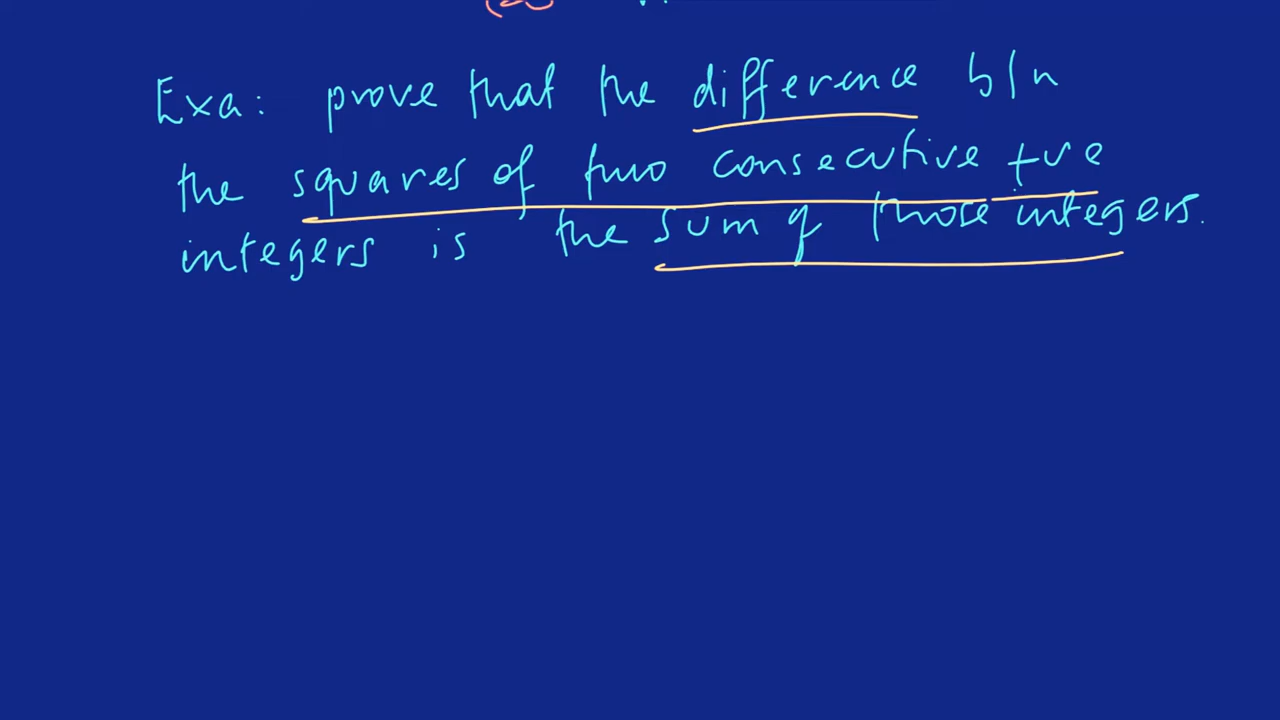 Exa: prove that the difference b/n
the squares of two consecutive +ve
integers is the sum of those integers.